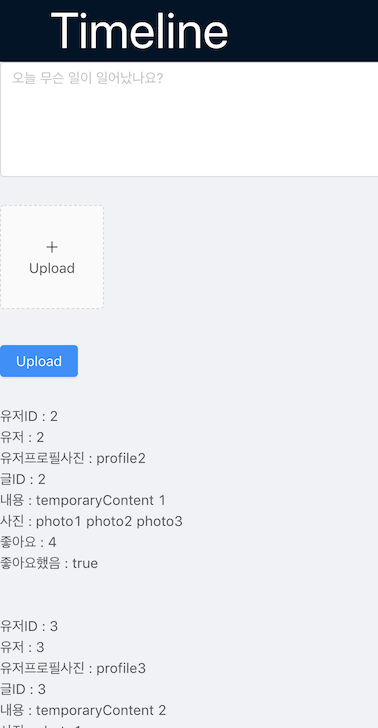 Timeline
오늘 무슨 일이 일어났나요?
Upload
Upload
유저ID : 2
유저 : 2
유저프로필사진 : profile2
글ID : 2
내용 : temporaryContent 1
사진 : photo1 photo2 photo3
좋아요 : 4
좋아요했음 : true
유저ID : 3
유저 : 3
유저프로필사진 : profile3
글ID : 3
내용 : temporaryContent 2